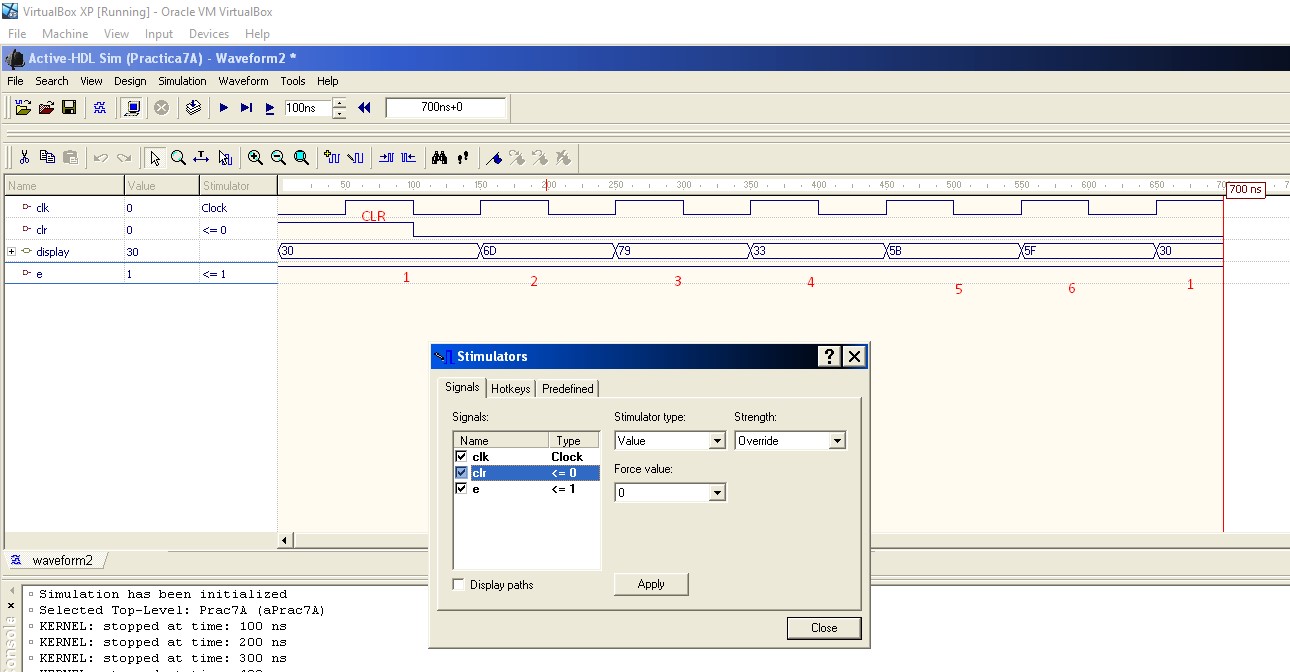 VirtualBox XP [Running] - Oracle VM VirtualBox
File Machine View Input Devices Help
Active-HDL Sim (Practica7A) - Waveform2 *
File Search View Design Simulation Waveform Tools Help
100ns 700ns+0
Name Value Stimulator 50 100 150 200 250 300 350 400 450 500 550 600 650 700 ns
clk 0 Clock
CLR
clr 0 <= 0
display 30 30 6D 79 33 5B 5F 30
e 1 <= 1
1 2 3 4 5 6 1
Stimulators
Signals Hotkeys Predefined
Signals: Stimulator type: Strength:
Name Type Value Override
clk Clock
clr <= 0 Force value:
e <= 1 0
Display paths Apply
Close
waveform2
Simulation has been initialized
Selected Top-Level: Prac7A (aPrac7A)
KERNEL: stopped at time: 100 ns
KERNEL: stopped at time: 200 ns
KERNEL: stopped at time: 300 ns